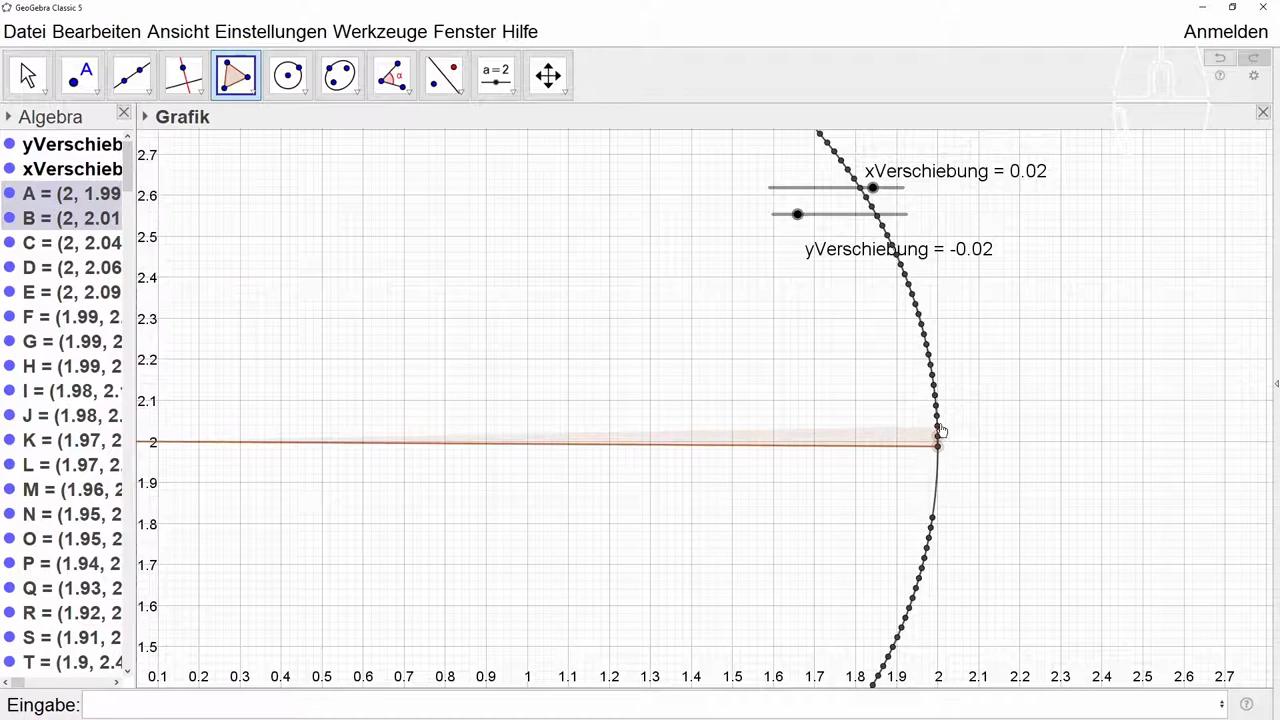 GeoGebra Classic 5
Datei Bearbeiten Ansicht Einstellungen Werkzeuge Fenster Hilfe
Anmelden
A
α
a=2
Algebra
Grafik
yVerschieb
xVerschieb
A = (2, 1.99
B = (2, 2.01
C = (2, 2.04
D = (2, 2.06
E = (2, 2.09
F = (1.99, 2.
G = (1.99, 2.
H = (1.99, 2
I = (1.98, 2.
J = (1.98, 2.
K = (1.97, 2
L = (1.97, 2.
M = (1.96, 2
N = (1.95, 2
O = (1.95, 2
P = (1.94, 2
Q = (1.93, 2
R = (1.92, 2
S = (1.91, 2
T = (1.9, 2.4
xVerschiebung = 0.02
yVerschiebung = -0.02
2.7
2.6
2.5
2.4
2.3
2.2
2.1
2
1.9
1.8
1.7
1.6
1.5
0.1 0.2 0.3 0.4 0.5 0.6 0.7 0.8 0.9 1 1.1 1.2 1.3 1.4 1.5 1.6 1.7 1.8 1.9 2 2.1 2.2 2.3 2.4 2.5 2.6 2.7
Eingabe: